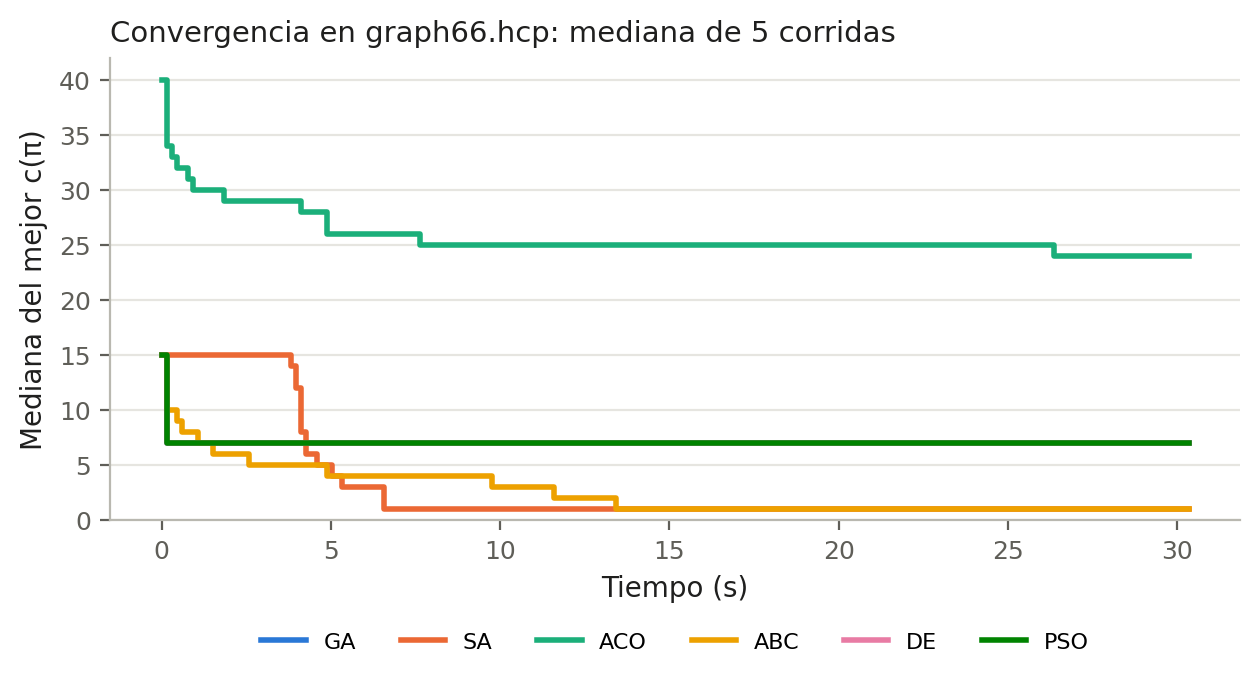 Convergencia en graph66.hcp: mediana de 5 corridas
Mediana del mejor c(π)
40
35
30
25
20
15
10
5
0
0 5 10 15 20 25 30
Tiempo (s)
GA SA ACO ABC DE PSO